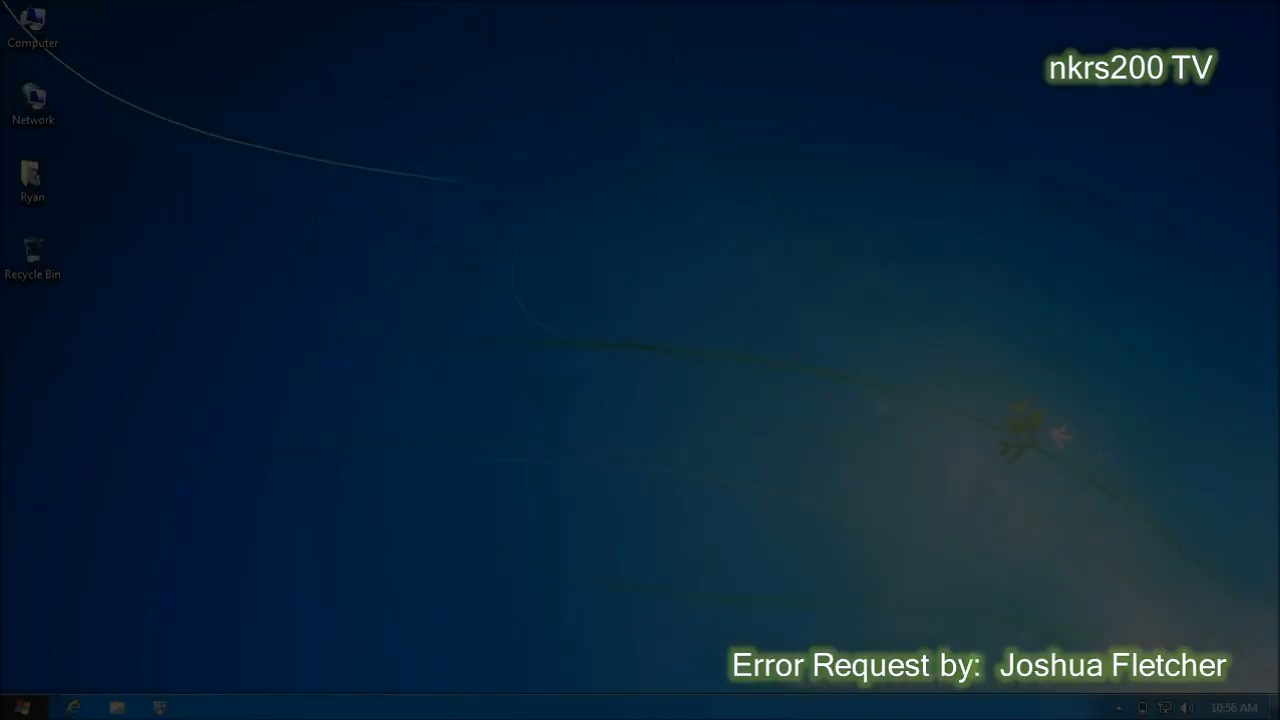 Computer
nkrs200 TV
Network
Ryan
Recycle Bin
Error Request by:  Joshua Fletcher
10:56 AM